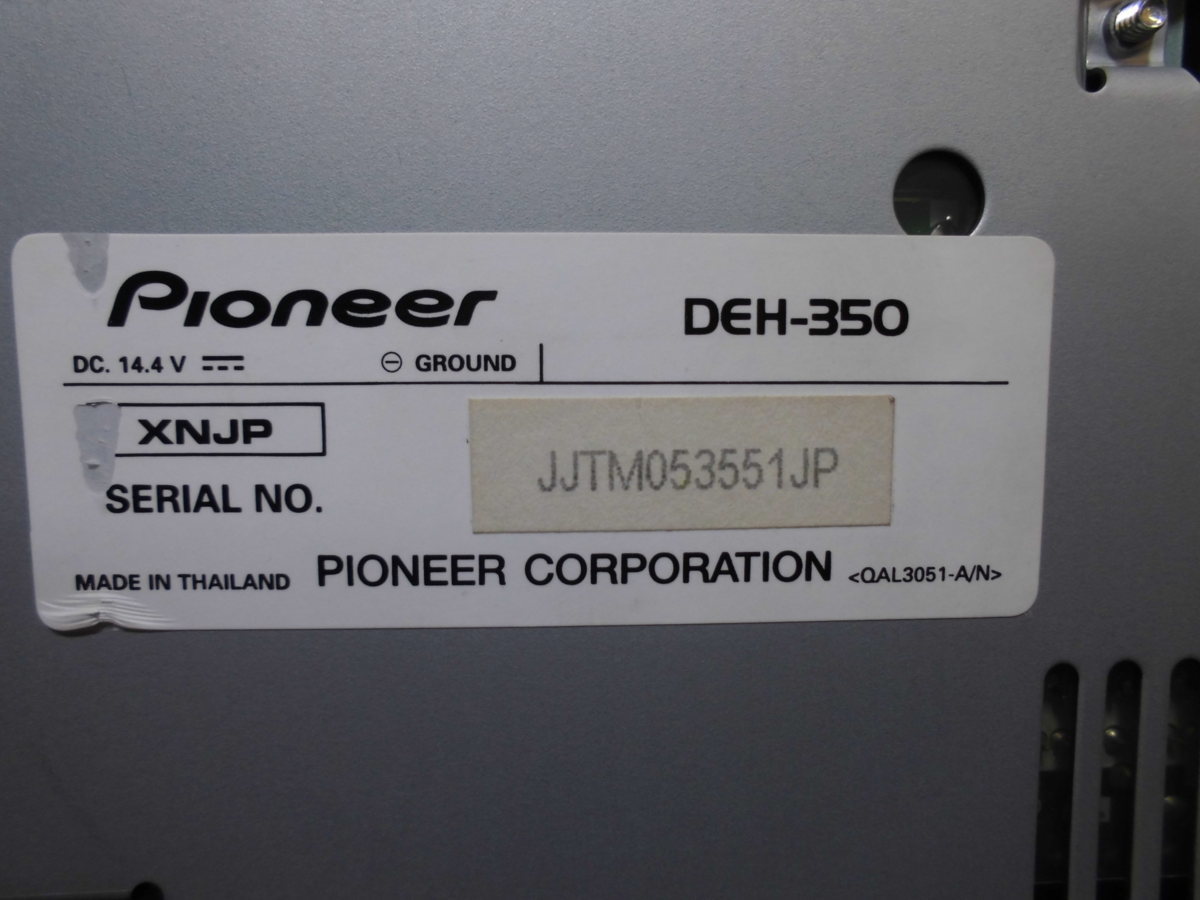 Pioneer DEH-350
DC. 14.4 V ⎓ ⊖ GROUND
XNJP
SERIAL NO. JJTM053551JP
MADE IN THAILAND PIONEER CORPORATION <QAL3051-A/N>